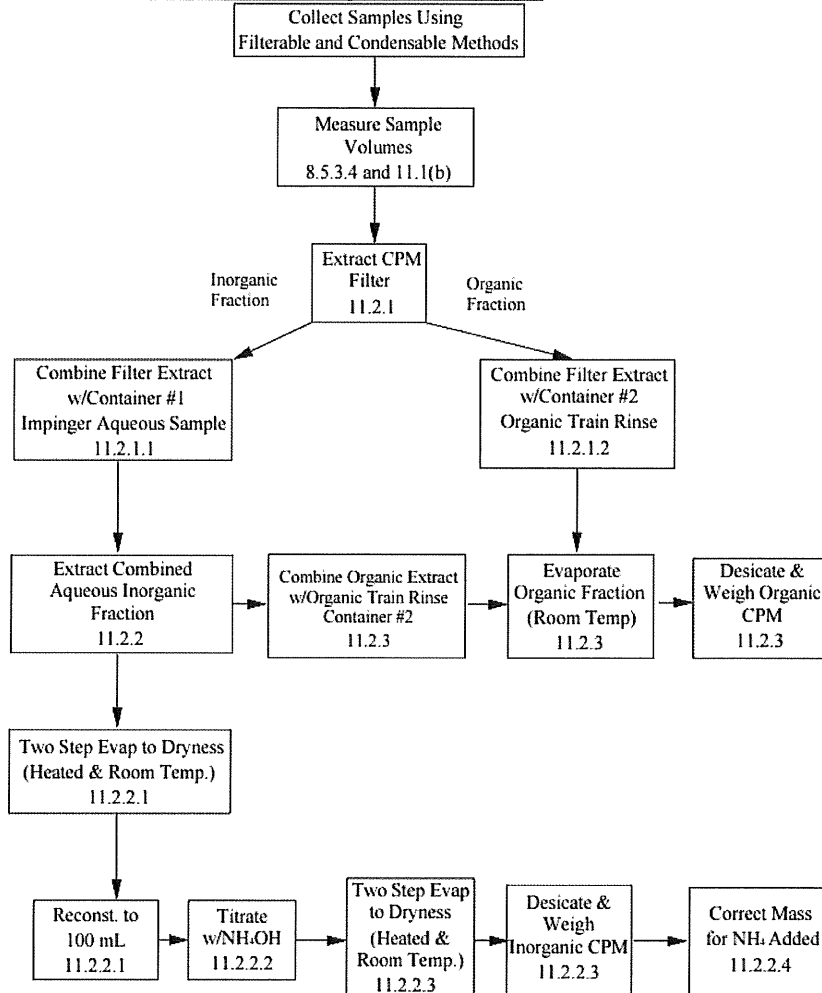 Collect Samples Using
Filterable and Condensable Methods
Measure Sample
Volumes
8.5.3.4 and 11.1(b)
Extract CPM
Filter
11.2.1
Inorganic
Fraction
Organic
Fraction
Combine Filter Extract
w/Container #1
Impinger Aqueous Sample
11.2.1.1
Combine Filter Extract
w/Container #2
Organic Train Rinse
11.2.1.2
Extract Combined
Aqueous Inorganic
Fraction
11.2.2
Combine Organic Extract
w/Organic Train Rinse
Container #2
11.2.3
Evaporate
Organic Fraction
(Room Temp)
11.2.3
Desicate &
Weigh Organic
CPM
11.2.3
Two Step Evap to Dryness
(Heated & Room Temp.)
11.2.2.1
Reconst. to
100 mL
11.2.2.1
Titrate
w/NH₄OH
11.2.2.2
Two Step Evap
to Dryness
(Heated &
Room Temp.)
11.2.2.3
Desicate &
Weigh
Inorganic CPM
11.2.2.3
Correct Mass
for NH₄ Added
11.2.2.4